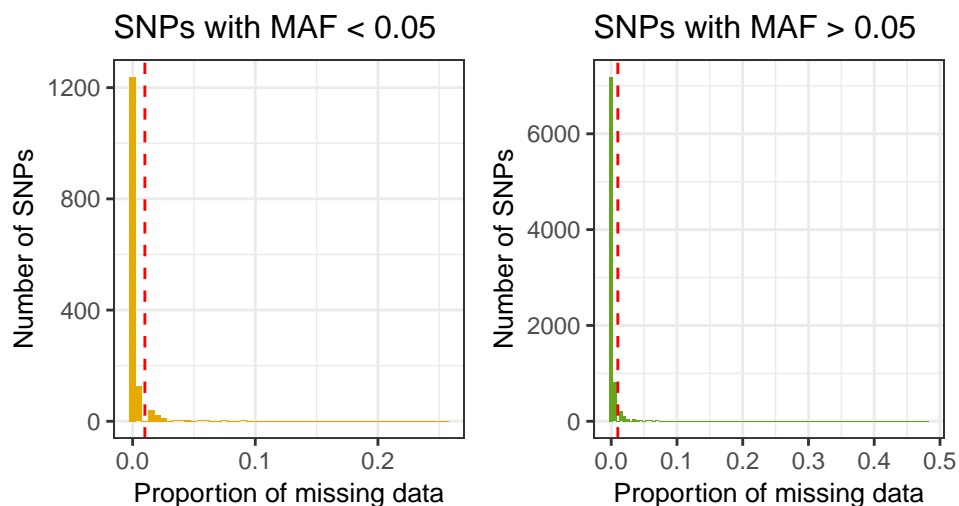 SNPs with MAF < 0.05
Number of SNPs
1200
800
400
0
0.0 0.1 0.2
Proportion of missing data
SNPs with MAF > 0.05
Number of SNPs
6000
4000
2000
0
0.0 0.1 0.2 0.3 0.4 0.5
Proportion of missing data